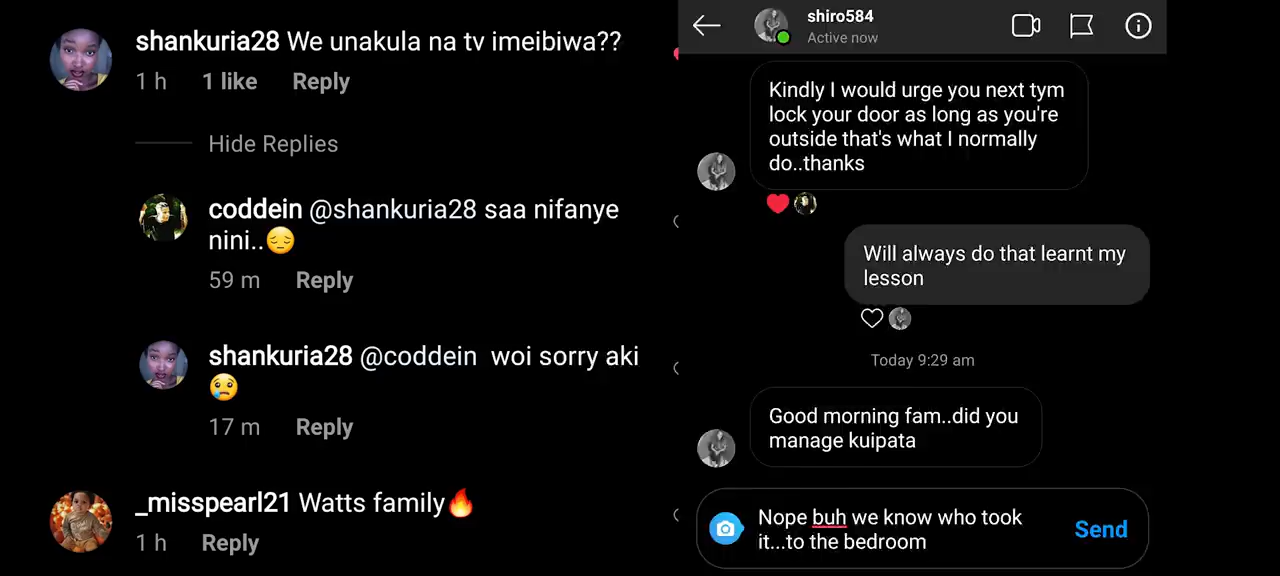 shankuria28 We unakula na tv imeibiwa??
1 h 1 like Reply
Hide Replies
coddein @shankuria28 saa nifanye
nini..😔
59 m Reply
shankuria28 @coddein woi sorry aki
😢
17 m Reply
_misspearl21 Watts family🔥
1 h Reply
shiro584
Active now
Kindly I would urge you next tym
lock your door as long as you're
outside that's what I normally
do..thanks
Will always do that learnt my
lesson
Today 9:29 am
Good morning fam..did you
manage kuipata
Nope buh we know who took
it...to the bedroom
Send